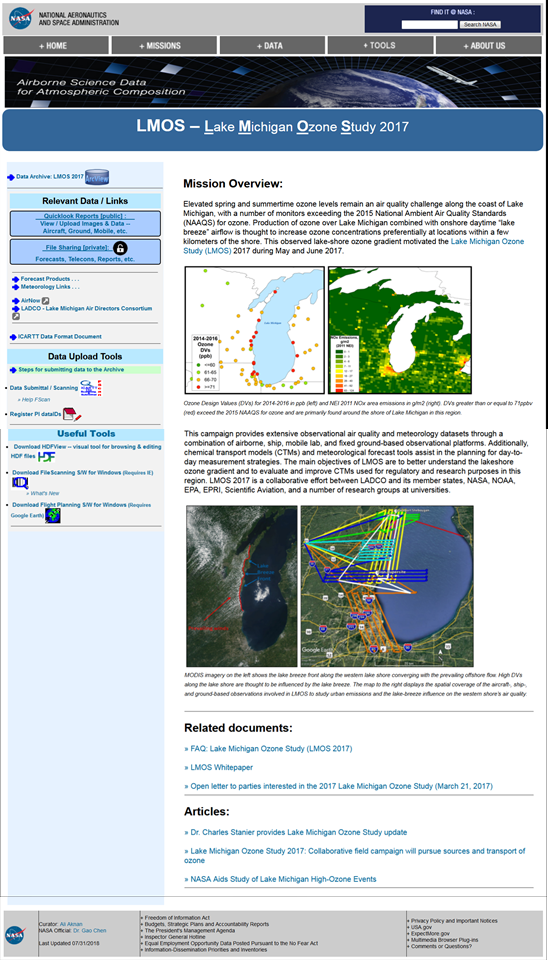 NATIONAL AERONAUTICS
AND SPACE ADMINISTRATION
FIND IT @ NASA :
Search NASA
+ HOME
+ MISSIONS
+ DATA
+ TOOLS
+ ABOUT US
Airborne Science Data
for Atmospheric Composition
LMOS – Lake Michigan Ozone Study 2017
Data Archive: LMOS 2017
Relevant Data / Links
Quicklook Reports [public] :
View / Upload Images & Data --
Aircraft, Ground, Mobile, etc.
File Sharing [private]:
Forecasts, Telecons, Reports, etc.
Forecast Products . . .
Meteorology Links . . .
AirNow
LADCO - Lake Michigan Air Directors Consortium
ICARTT Data Format Document
Data Upload Tools
Steps for submitting data to the Archive
Data Submittal / Scanning
» Help FScan
Register PI dataIDs
Useful Tools
Download HDFView -- visual tool for browsing & editing
HDF files
Download FileScanning S/W for Windows (Requires IE)
» What's New
Download Flight Planning S/W for Windows (Requires
Google Earth)
Mission Overview:
Elevated spring and summertime ozone levels remain an air quality challenge along the coast of Lake
Michigan, with a number of monitors exceeding the 2015 National Ambient Air Quality Standards
(NAAQS) for ozone. Production of ozone over Lake Michigan combined with onshore daytime “lake
breeze” airflow is thought to increase ozone concentrations preferentially at locations within a few
kilometers of the shore. This observed lake-shore ozone gradient motivated the Lake Michigan Ozone
Study (LMOS) 2017 during May and June 2017.
Lake Michigan
2014-2016
Ozone
DVs
(ppb)
<=60
61-65
66-70
>=71
NOx Emissions,
g/m2
(2011 NEI)
Ozone Design Values (DVs) for 2014-2016 in ppb (left) and NEI 2011 NOx area emissions in g/m2 (right). DVs greater than or equal to 71ppbv
(red) exceed the 2015 NAAQS for ozone and are primarily found around the shore of Lake Michigan in this region.
This campaign provides extensive observational air quality and meteorology datasets through a
combination of airborne, ship, mobile lab, and fixed ground-based observational platforms. Additionally,
chemical transport models (CTMs) and meteorological forecast tools assist in the planning for day-to-
day measurement strategies. The main objectives of LMOS are to better understand the lakeshore
ozone gradient and to evaluate and improve CTMs used for regulatory and research purposes in this
region. LMOS 2017 is a collaborative effort between LADCO and its member states, NASA, NOAA,
EPA, EPRI, Scientific Aviation, and a number of research groups at universities.
Lake
Breeze
Google Earth
MODIS imagery on the left shows the lake breeze front along the western lake shore converging with the prevailing offshore flow. High DVs
along the lake shore are thought to be influenced by the lake breeze. The map to the right displays the spatial coverage of the aircraft-, ship-,
and ground-based observations involved in LMOS to study urban emissions and the lake-breeze influence on the western shore's air quality.
Related documents:
» FAQ: Lake Michigan Ozone Study (LMOS 2017)
» LMOS Whitepaper
» Open letter to parties interested in the 2017 Lake Michigan Ozone Study (March 21, 2017)
Articles:
» Dr. Charles Stanier provides Lake Michigan Ozone Study update
» Lake Michigan Ozone Study 2017: Collaborative field campaign will pursue sources and transport of
ozone
» NASA Aids Study of Lake Michigan High-Ozone Events
Curator: Ali Aknan
NASA Official: Dr. Gao Chen
Last Updated 07/31/2018
+ Freedom of Information Act
+ Budgets, Strategic Plans and Accountability Reports
+ The President's Management Agenda
+ Inspector General Hotline
+ Equal Employment Opportunity Data Posted Pursuant to the No Fear Act
+ Information-Dissemination Priorities and Inventories
+ Privacy Policy and Important Notices
+ USA.gov
+ ExpectMore.gov
+ Multimedia Browser Plug-ins
+ Comments or Questions?